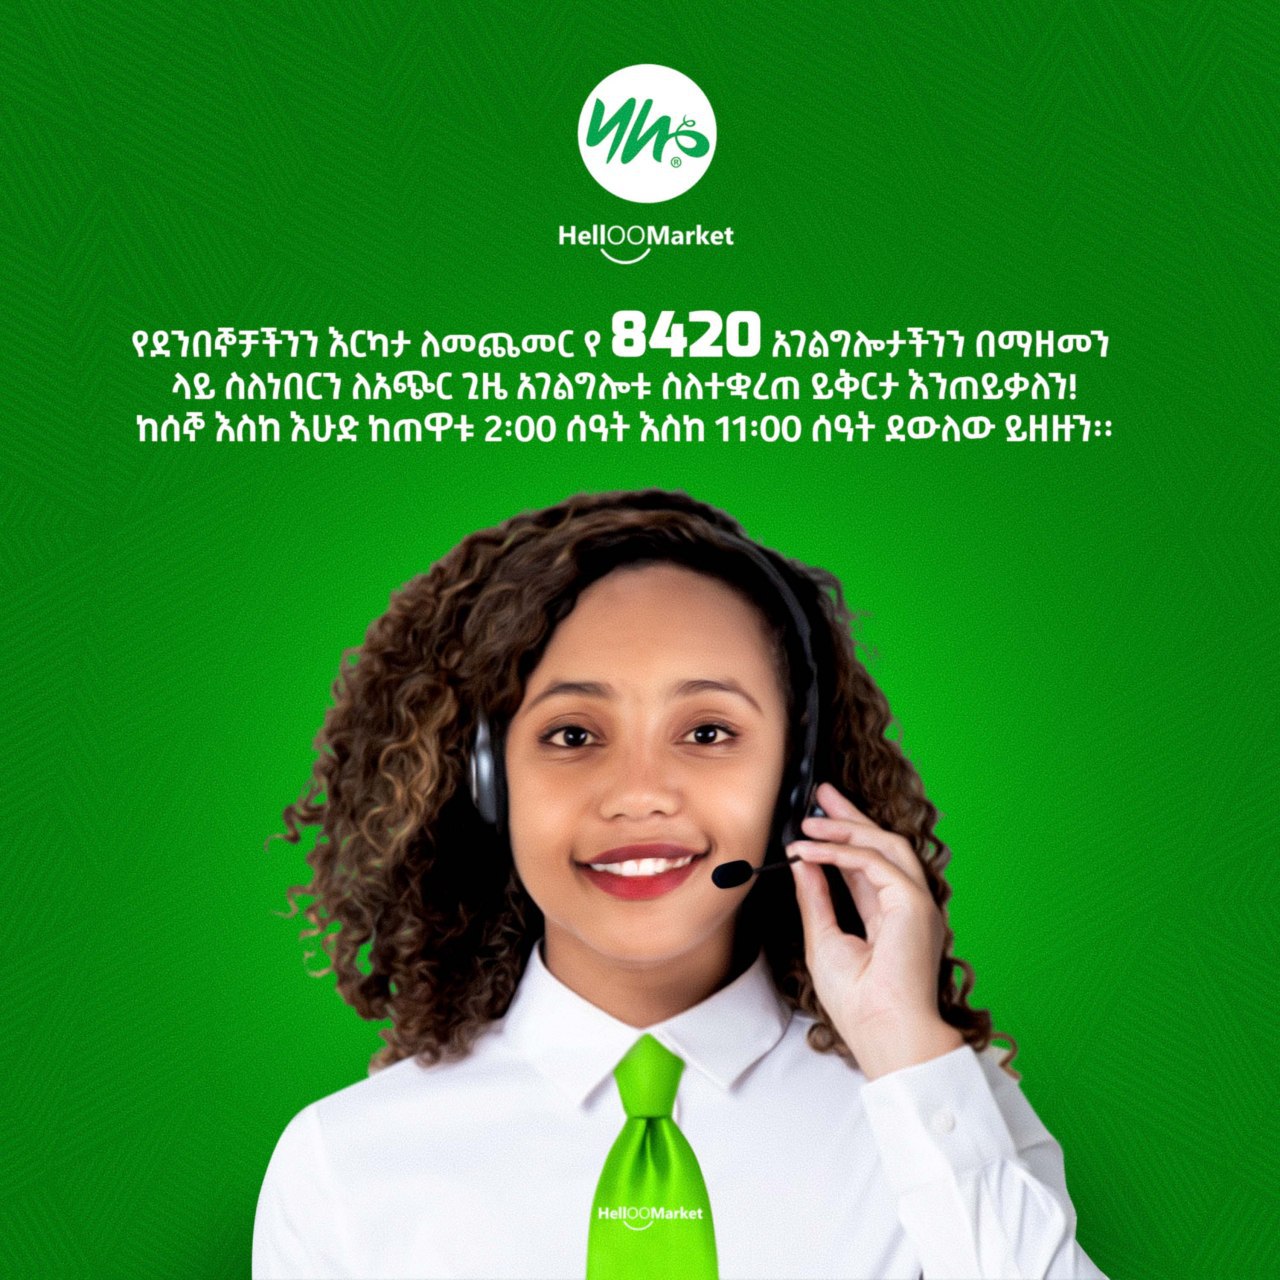 ሃሎ
®
HellOOMarket
የደንበኞቻችንን እርካታ ለመጨመር የ 8420 አገልግሎታችንን በማዘመን
ላይ ስለነበርን ለአጭር ጊዜ አገልግሎቱ ስለተቋረጠ ይቅርታ እንጠይቃለን!
ከሰኞ እስከ እሁድ ከጠዋቱ 2፡00 ሰዓት እስከ 11፡00 ሰዓት ደውለው ይዘዙን።
HellOOMarket